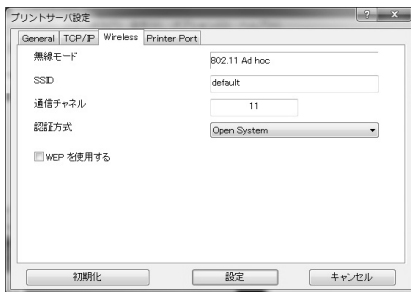 プリントサーバ設定
General TCP/IP Wireless Printer Port
無線モード 802.11 Ad hoc
SSID default
通信チャネル 11
認証方式 Open System
WEP を使用する
初期化 設定 キャンセル